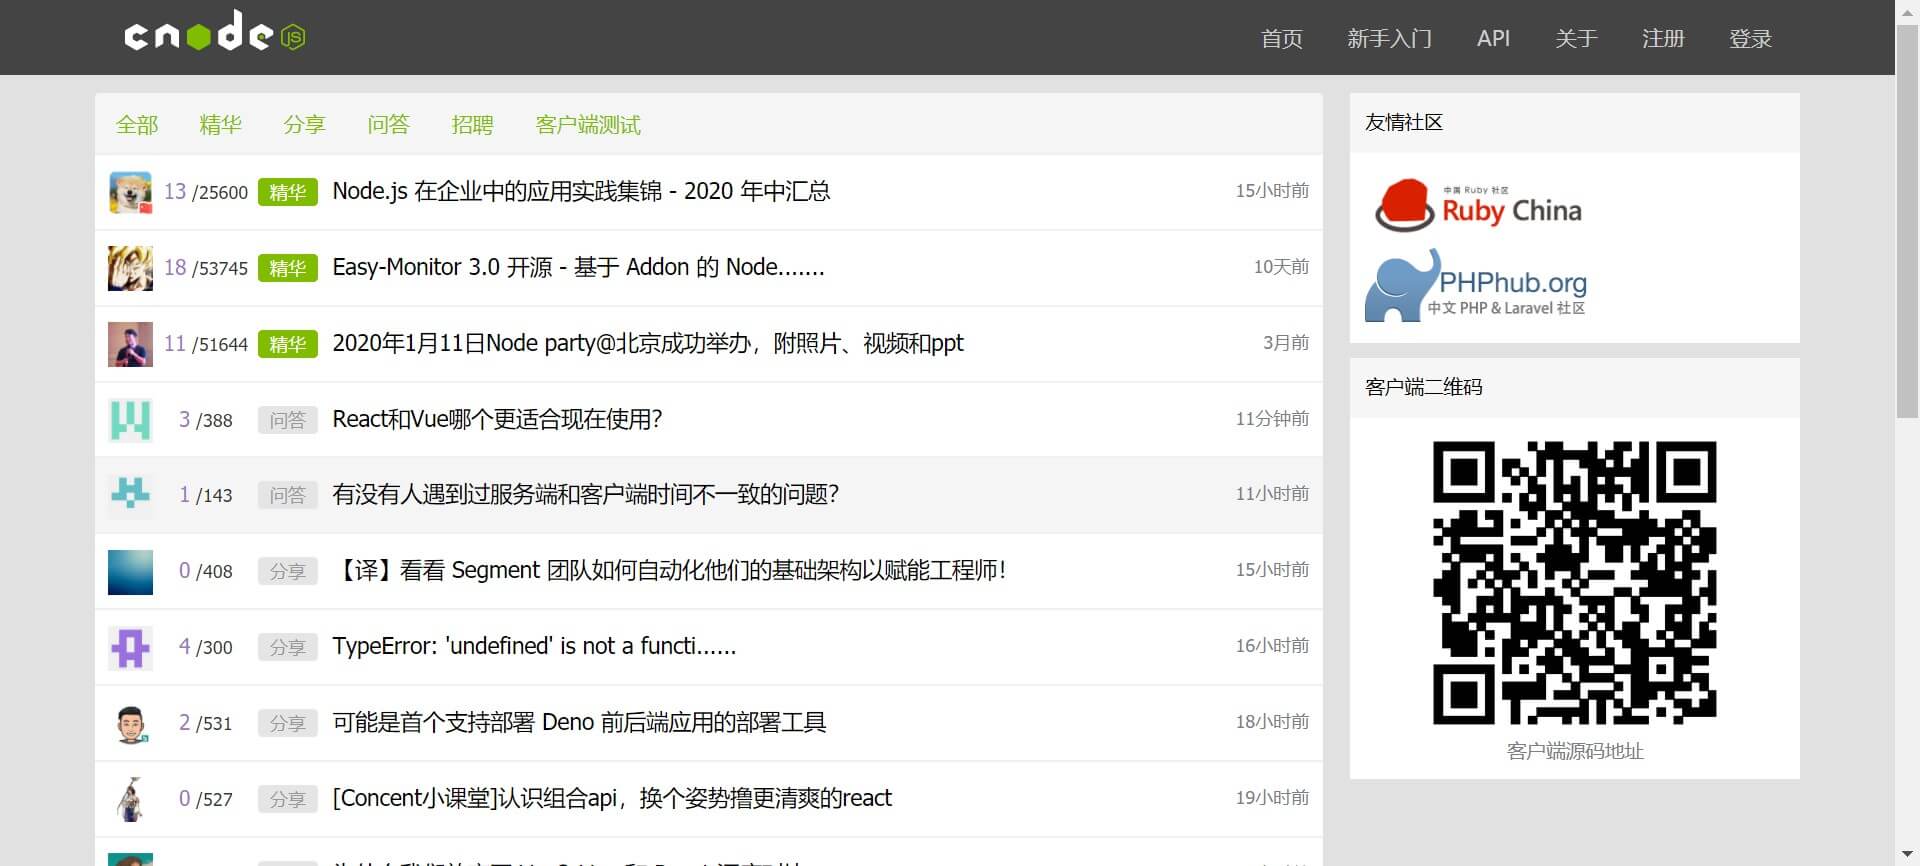 cnode JS
首页 新手入门 API 关于 注册 登录
全部 精华 分享 问答 招聘 客户端测试
13 /25600 精华 Node.js 在企业中的应用实践集锦 - 2020 年中汇总 15小时前
18 /53745 精华 Easy-Monitor 3.0 开源 - 基于 Addon 的 Node....... 10天前
11 /51644 精华 2020年1月11日Node party@北京成功举办，附照片、视频和ppt 3月前
3 /388 问答 React和Vue哪个更适合现在使用？ 11分钟前
1 /143 问答 有没有人遇到过服务端和客户端时间不一致的问题？ 11小时前
0 /408 分享 【译】看看 Segment 团队如何自动化他们的基础架构以赋能工程师！ 15小时前
4 /300 分享 TypeError: 'undefined' is not a functi...... 16小时前
2 /531 分享 可能是首个支持部署 Deno 前后端应用的部署工具 18小时前
0 /527 分享 [Concent小课堂]认识组合api，换个姿势撸更清爽的react 19小时前
友情社区
中国 Ruby 社区
Ruby China
PHPhub.org
中文 PHP & Laravel 社区
客户端二维码
客户端源码地址